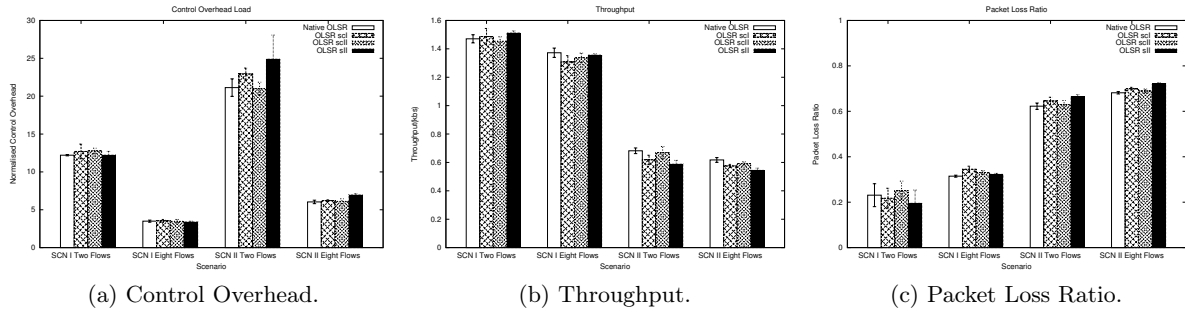 Control Overhead Load
Normalised Control Overhead
30
25
20
15
10
5
0
Native OLSR
OLSR scI
OLSR scII
OLSR sII
SCN I Two Flows
SCN I Eight Flows
SCN II Two Flows
SCN II Eight Flows
Scenario
(a) Control Overhead.
Throughput
Throughput(kbs)
1.6
1.4
1.2
1
0.8
0.6
0.4
0.2
0
Native OLSR
OLSR scI
OLSR scII
OLSR sII
SCN I Two Flows
SCN I Eight Flows
SCN II Two Flows
SCN II Eight Flows
Scenario
(b) Throughput.
Packet Loss Ratio
Packet Loss Ratio
1
0.8
0.6
0.4
0.2
0
Native OLSR
OLSR scI
OLSR scII
OLSR sII
SCN I Two Flows
SCN I Eight Flows
SCN II Two Flows
SCN II Eight Flows
Scenario
(c) Packet Loss Ratio.